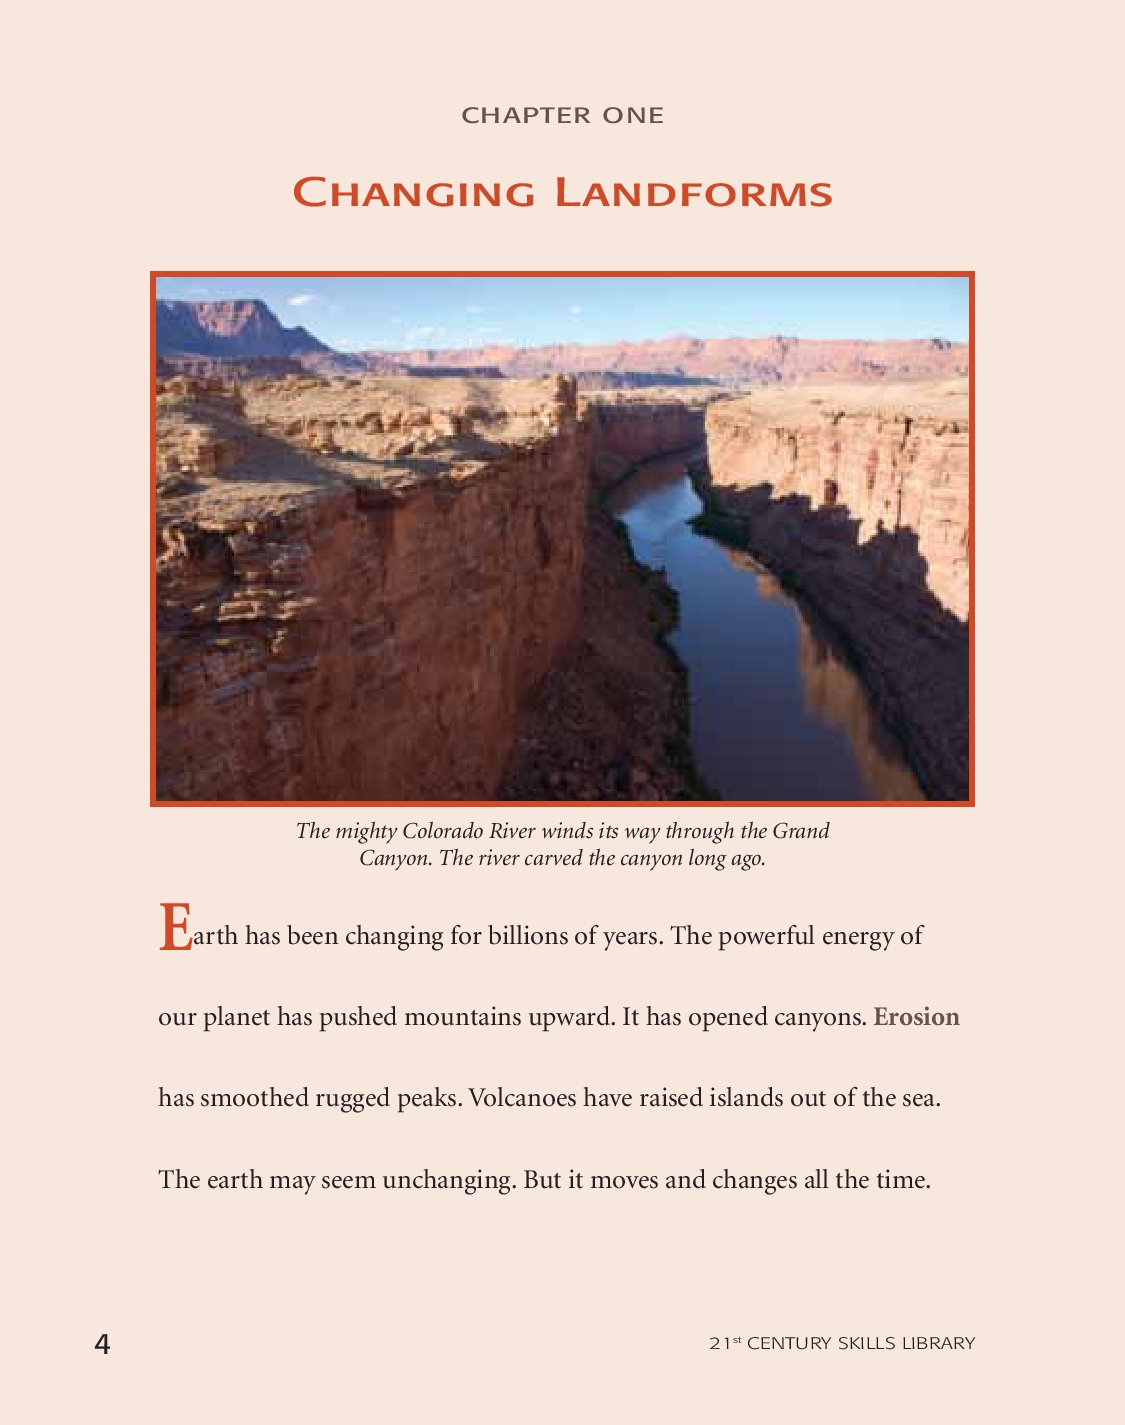 CHAPTER ONE
CHANGING LANDFORMS
The mighty Colorado River winds its way through the Grand
Canyon. The river carved the canyon long ago.
Earth has been changing for billions of years. The powerful energy of
our planet has pushed mountains upward. It has opened canyons. Erosion
has smoothed rugged peaks. Volcanoes have raised islands out of the sea.
The earth may seem unchanging. But it moves and changes all the time.
4
21st CENTURY SKILLS LIBRARY